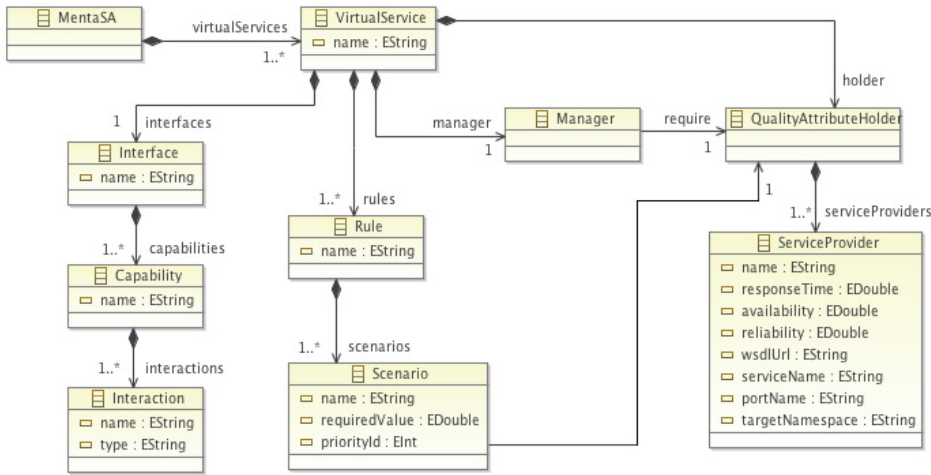 MentaSA
virtualServices
1..*
VirtualService
name : EString
holder
1
interfaces
manager
1
Manager
require
1
QualityAttributeHolder
Interface
name : EString
1..*
rules
1
1..*
serviceProviders
1..*
capabilities
Rule
name : EString
ServiceProvider
name : EString
responseTime : EDouble
availability : EDouble
reliability : EDouble
wsdlUrl : EString
serviceName : EString
portName : EString
targetNamespace : EString
Capability
name : EString
1..*
interactions
1..*
scenarios
Interaction
name : EString
type : EString
Scenario
name : EString
requiredValue : EDouble
priorityId : EInt